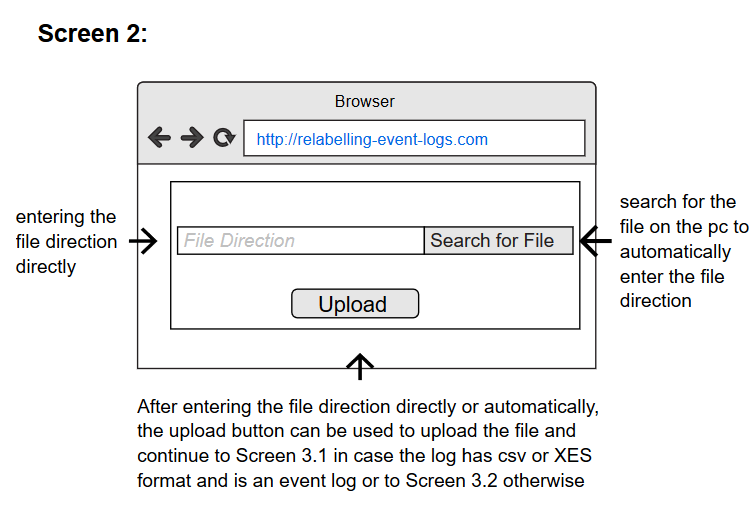 Screen 2:
Browser
http://relabelling-event-logs.com
entering the
file direction
directly
File Direction
Search for File
search for the
file on the pc to
automatically
enter the file
direction
Upload
After entering the file direction directly or automatically,
the upload button can be used to upload the file and
continue to Screen 3.1 in case the log has csv or XES
format and is an event log or to Screen 3.2 otherwise